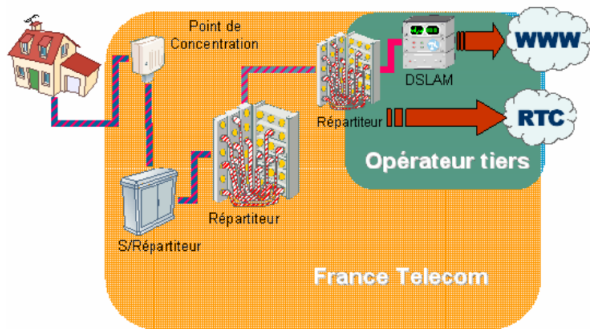 Point de
Concentration
DSLAM
WWW
Répartiteur
RTC
Opérateur tiers
Répartiteur
S/Répartiteur
France Telecom